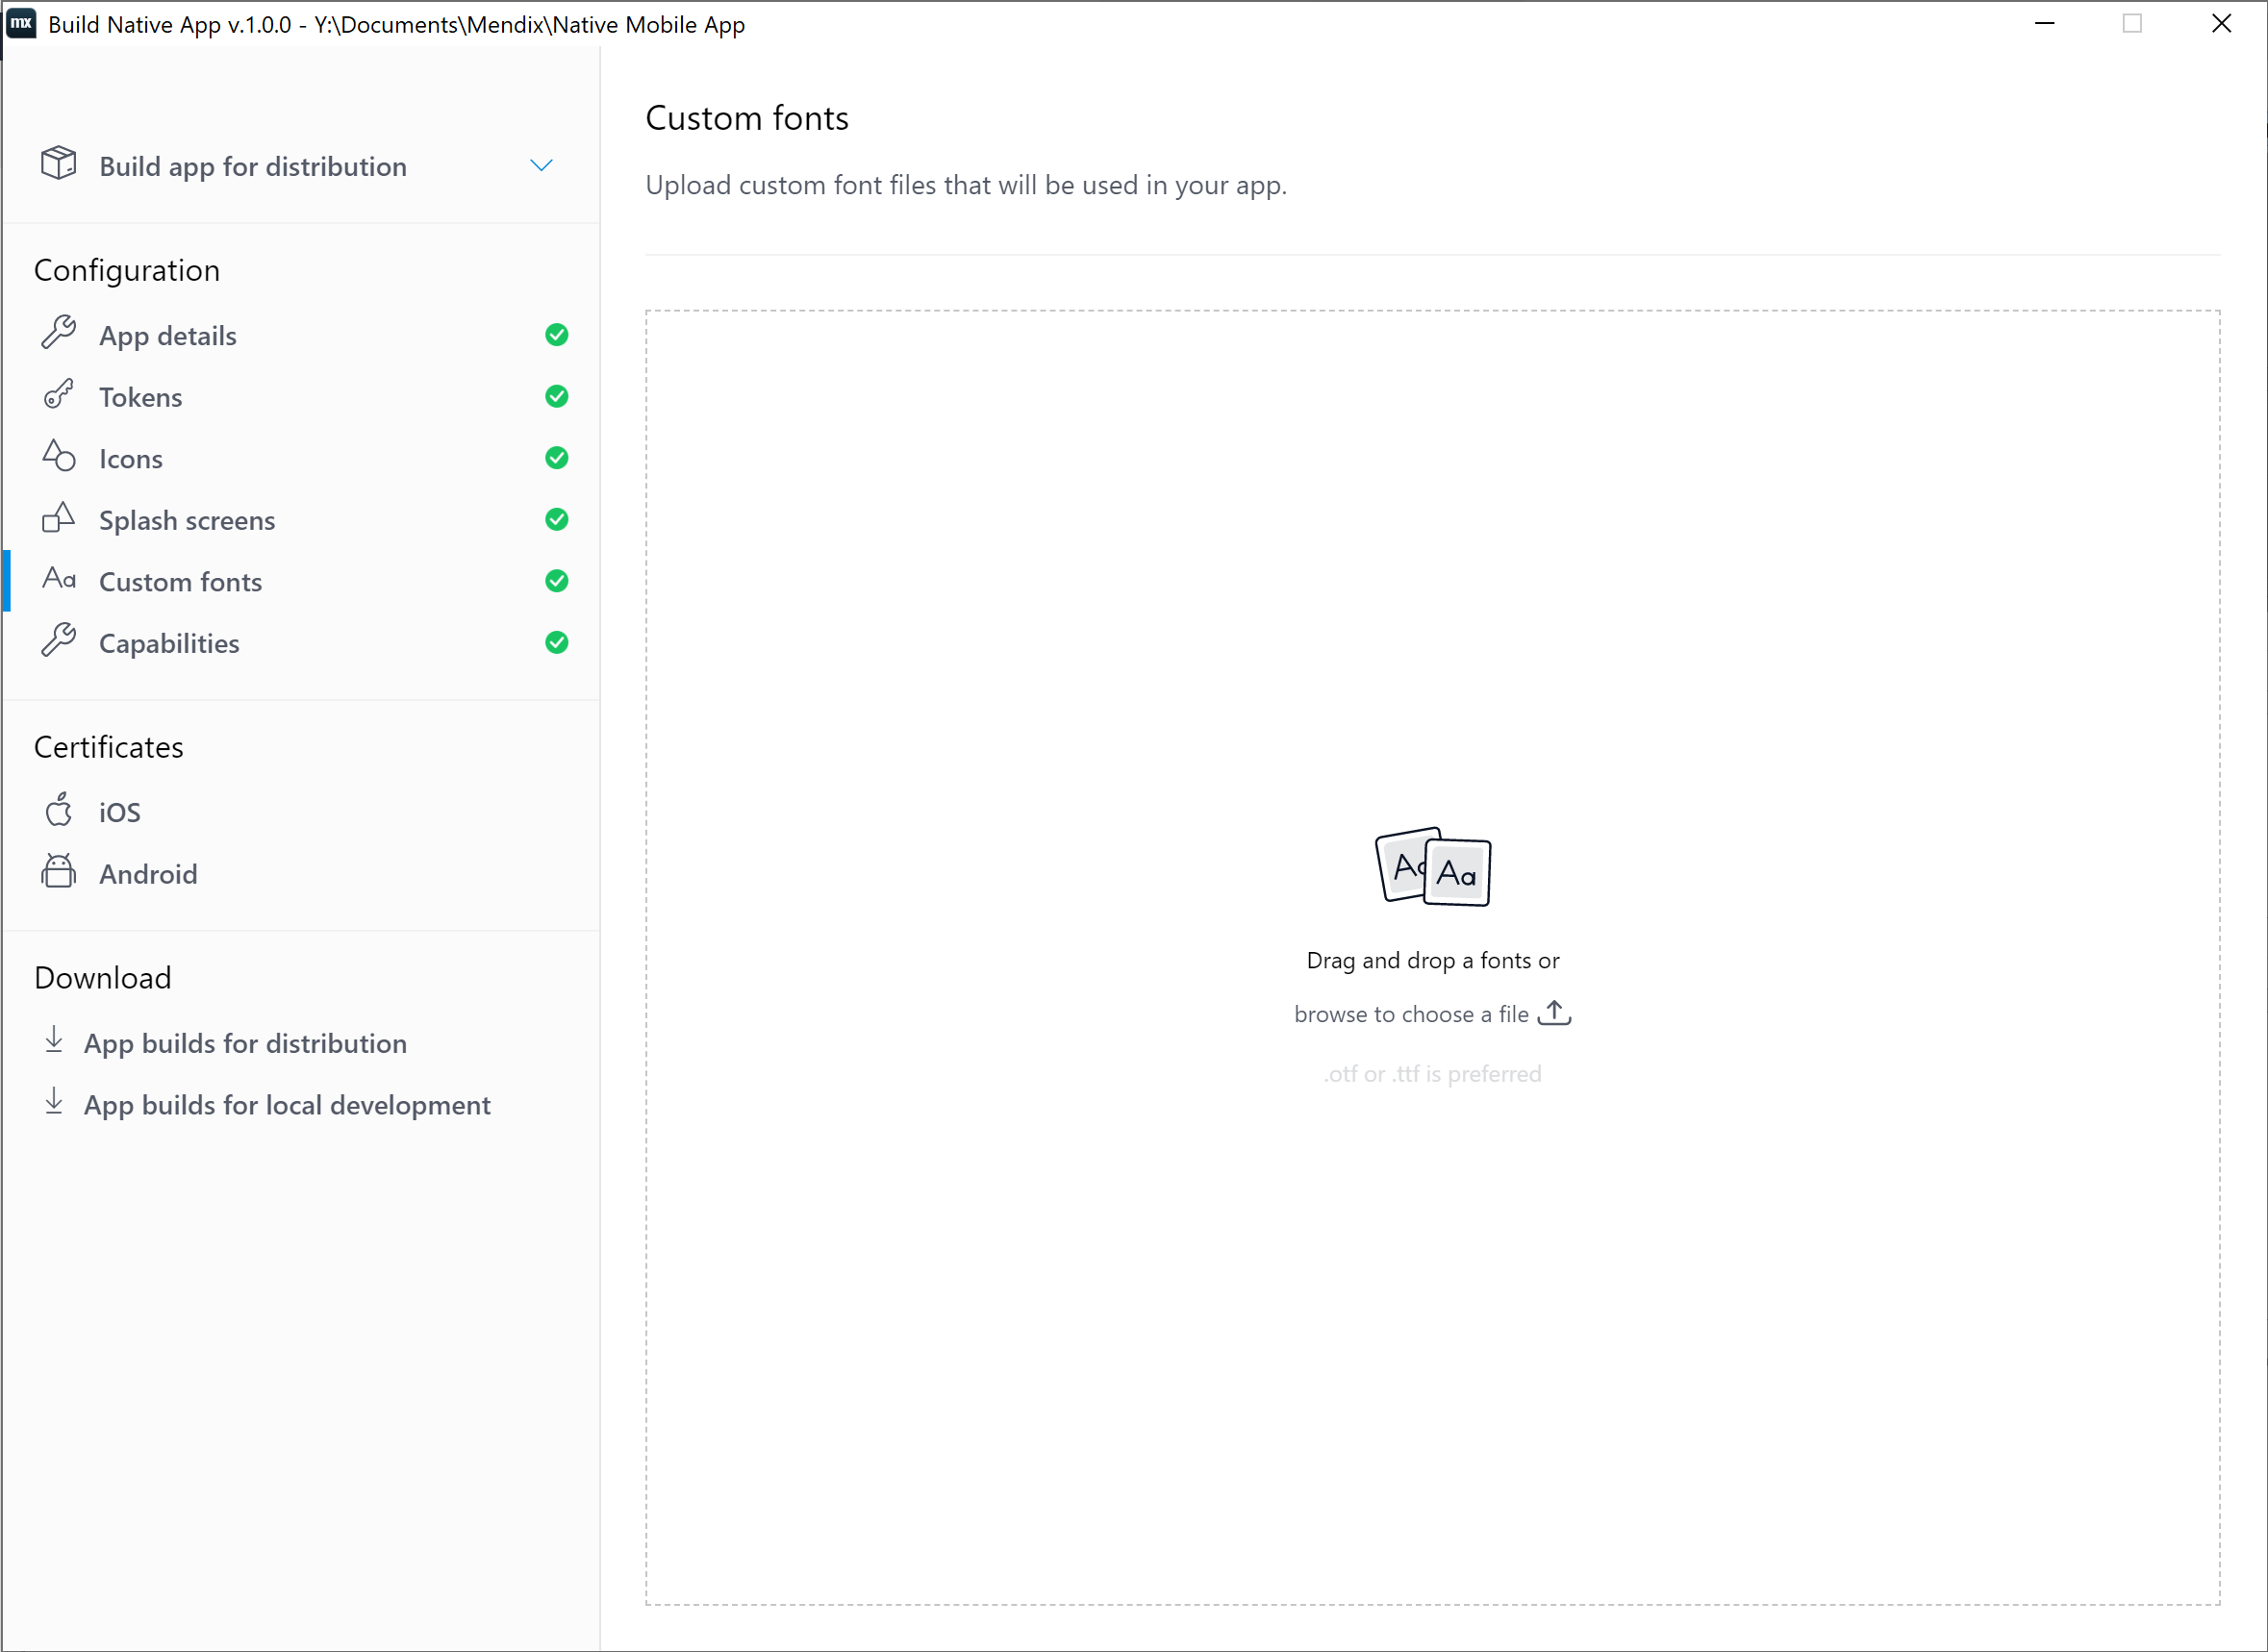 mx Build Native App v.1.0.0 - Y:\Documents\Mendix\Native Mobile App
Build app for distribution
Configuration
App details
Tokens
Icons
Splash screens
Aa Custom fonts
Capabilities
Certificates
iOS
Android
Download
App builds for distribution
App builds for local development
Custom fonts
Upload custom font files that will be used in your app.
Aa Aa
Drag and drop a fonts or
browse to choose a file
.otf or .ttf is preferred